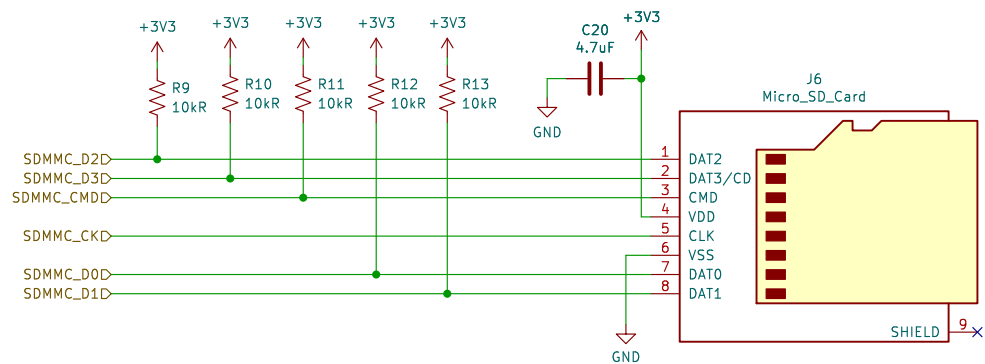 +3V3 +3V3 +3V3 +3V3 +3V3
R9
10kR
R10
10kR
R11
10kR
R12
10kR
R13
10kR
C20
4.7uF
GND
+3V3
J6
Micro_SD_Card
SDMMC_D2 1 DAT2
SDMMC_D3 2 DAT3/CD
SDMMC_CMD 3 CMD
4 VDD
SDMMC_CK 5 CLK
6 VSS
SDMMC_D0 7 DAT0
SDMMC_D1 8 DAT1
SHIELD 9
GND